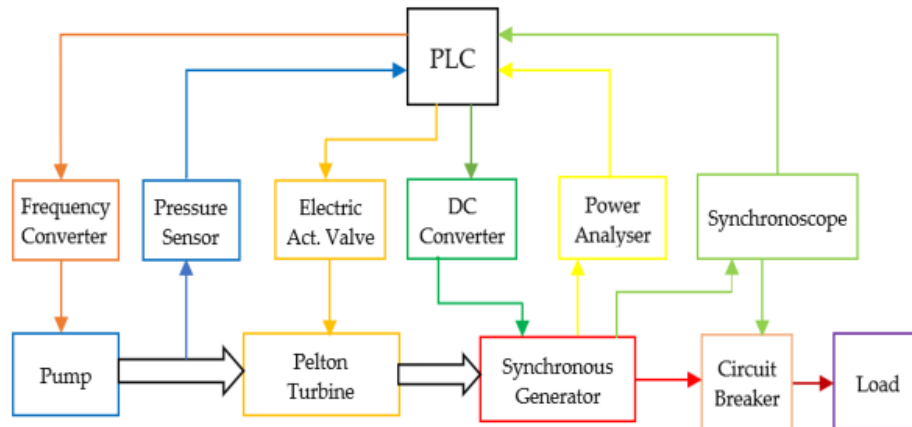 PLC
Frequency
Converter
Pressure
Sensor
Electric
Act. Valve
DC
Converter
Power
Analyser
Synchronoscope
Pump
Pelton
Turbine
Synchronous
Generator
Circuit
Breaker
Load